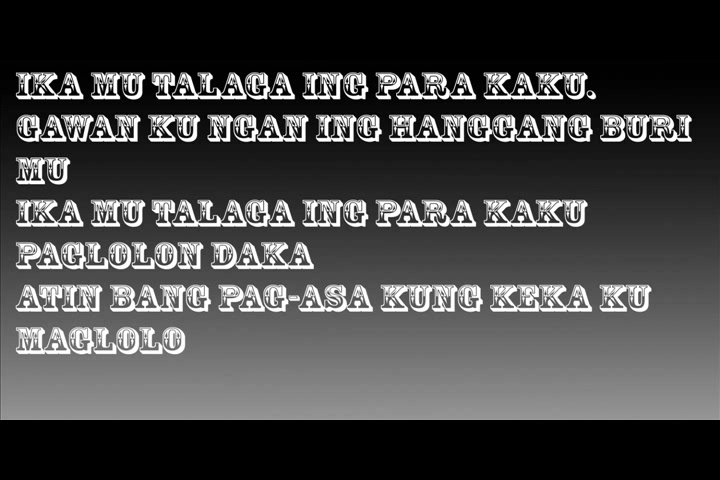 IKA MU TALAGA ING PARA KAKU.
GAWAN KU NGAN ING HANGGANG BURI
MU
IKA MU TALAGA ING PARA KAKU
PAGLOLON DAKA
ATIN BANG PAG-ASA KUNG KEKA KU
MAGLOLO